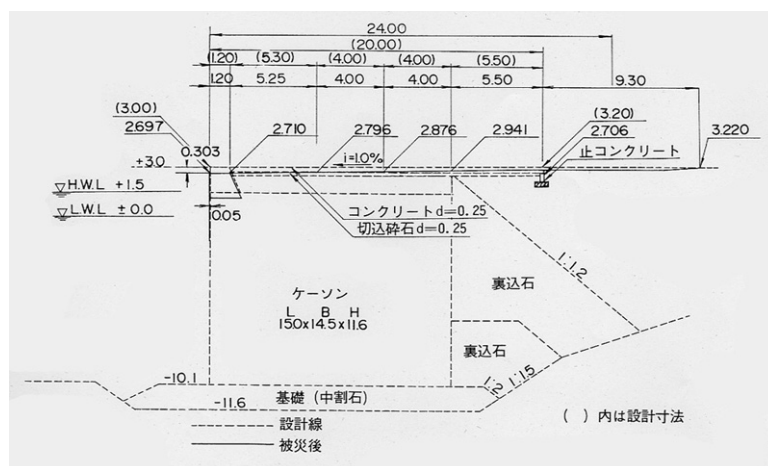 24.00
(20.00)
(1.20) (5.30) (4.00) (4.00) (5.50)
1.20 5.25 4.00 4.00 5.50 9.30
(3.00) (3.20)
2.697 2.710 2.796 2.876 2.941 2.706 3.220
0.303
+3.0 i=1.0% 止コンクリート
H.W.L +1.5
L.W.L ±0.0
0.05
コンクリートd=0.25
切込砕石d=0.25
1:1.2
裏込石
ケーソン
L B H
15.0x14.5x11.6
裏込石
-10.1
1:2 1:1.5
基礎(中割石)
-11.6
( )内は設計寸法
設計線
被災後